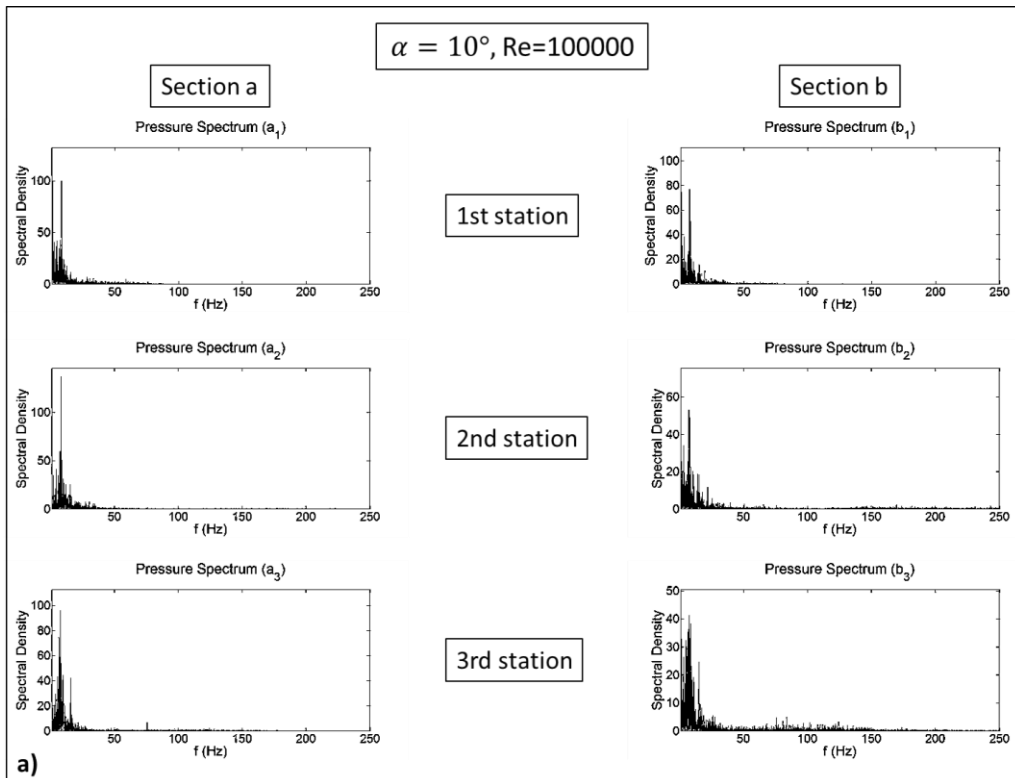 α = 10°, Re=100000
Section a
Section b
Pressure Spectrum (a₁)
Spectral Density
100
50
0
50
100
150
200
250
f (Hz)
1st station
Pressure Spectrum (b₁)
Spectral Density
100
80
60
40
20
0
50
100
150
200
250
f (Hz)
Pressure Spectrum (a₂)
Spectral Density
100
50
0
50
100
150
200
250
f (Hz)
2nd station
Pressure Spectrum (b₂)
Spectral Density
60
40
20
0
50
100
150
200
250
f (Hz)
Pressure Spectrum (a₃)
Spectral Density
100
80
60
40
20
0
50
100
150
200
250
f (Hz)
3rd station
Pressure Spectrum (b₃)
Spectral Density
50
40
30
20
10
0
50
100
150
200
250
f (Hz)
a)